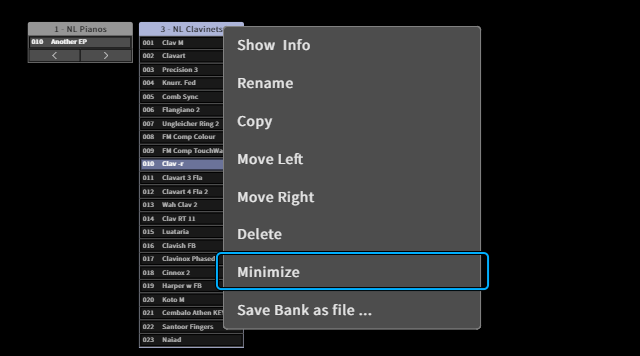 1 - NL Pianos
010 Another EP
< >
3 - NL Clavinets
001 Clav M
002 Clavart
003 Precision 3
004 Knurr. Fed
005 Comb Sync
006 Flangiano 2
007 Ungleicher Ring 2
008 FM Comp Colour
009 FM Comp TouchWa
010 Clav -r
011 Clavart 3 Fla
012 Clavart 4 Fla 2
013 Wah Clav 2
014 Clav RT 11
015 Luataria
016 Clavish FB
017 Clavinox Phased
018 Cinnox 2
019 Harper w FB
020 Koto M
021 Cembalo Athen KE
022 Santoor Fingers
023 Naiad
Show Info
Rename
Copy
Move Left
Move Right
Delete
Minimize
Save Bank as file ...